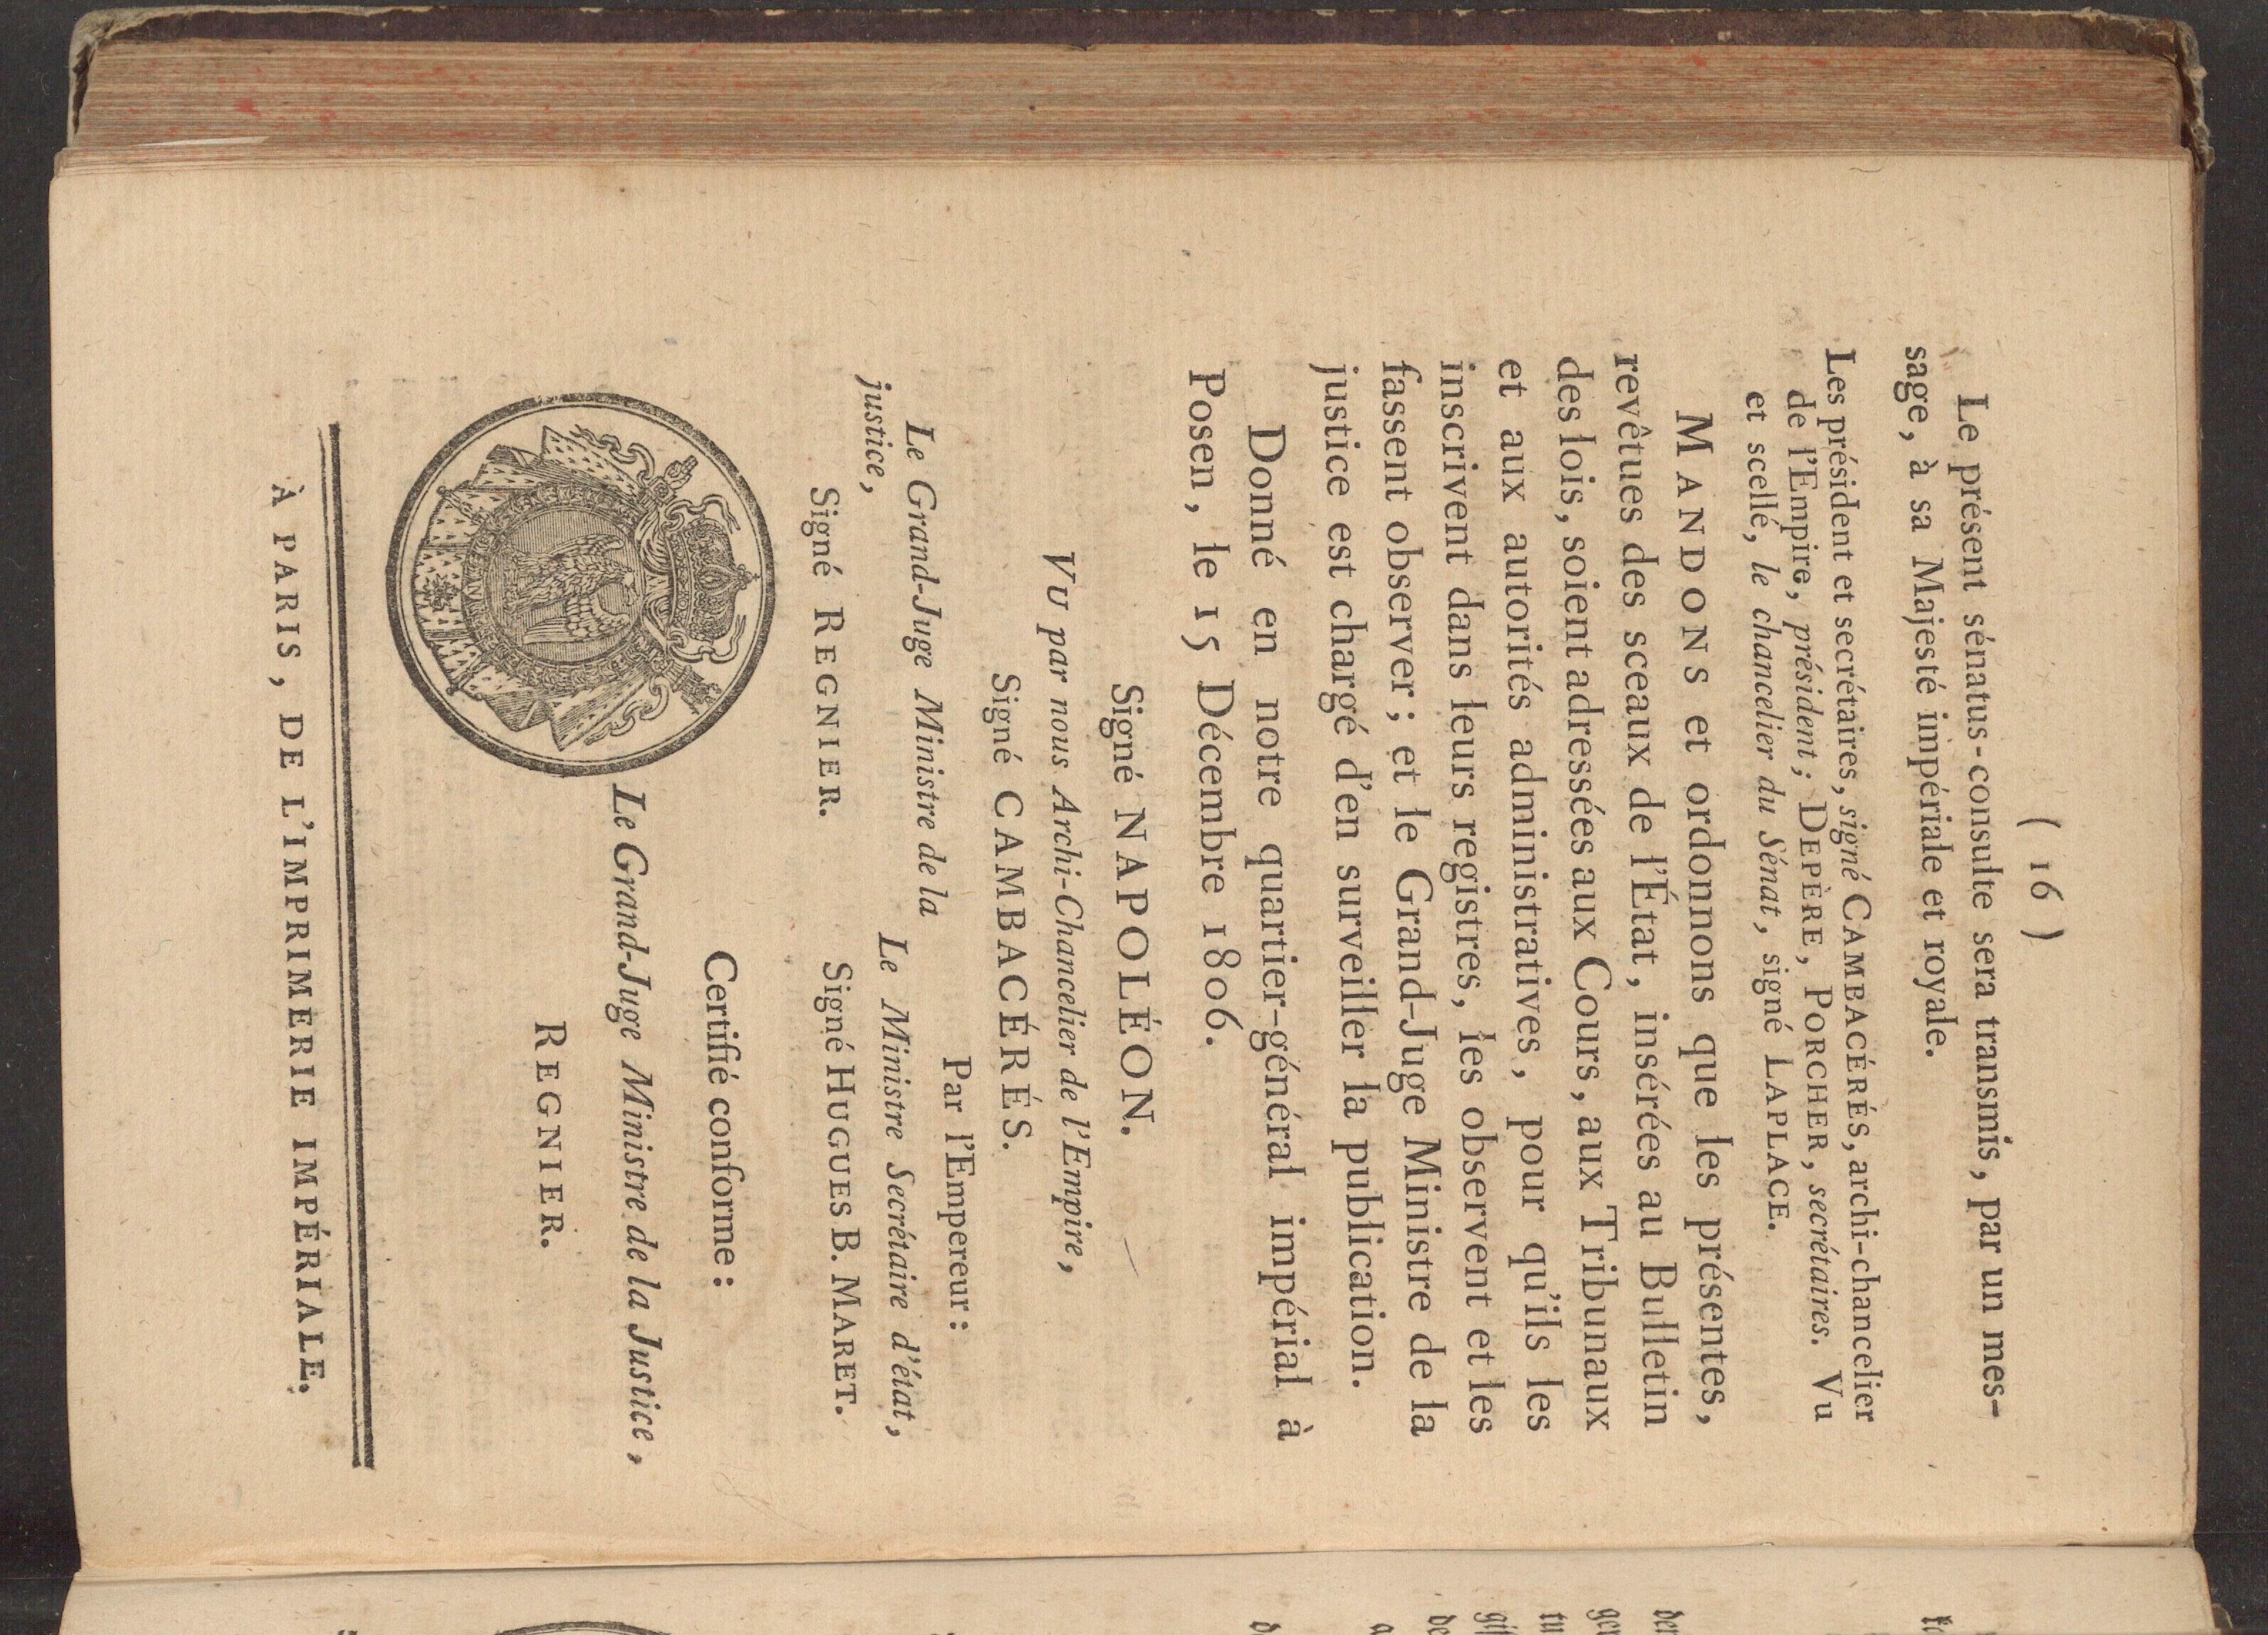 ( 16 )
Le présent sénatus-consulte sera transmis, par un mes-
sage, à sa Majesté impériale et royale.
Les président et secrétaires, signé CAMBACÉRÉS, archi-chancelier
de l'Empire, président; DEPÈRE, PORCHER, secrétaires. Vu
et scellé, le chancelier du Sénat, signé LAPLACE.
MANDONS et ordonnons que les présentes,
revêtues des sceaux de l'État, insérées au Bulletin
des lois, soient adressées aux Cours, aux Tribunaux
et aux autorités administratives, pour qu'ils les
inscrivent dans leurs registres, les observent et les
fassent observer; et le Grand-Juge Ministre de la
justice est chargé d'en surveiller la publication.
Donné en notre quartier-général impérial à
Posen, le 15 Décembre 1806.
Signé NAPOLÉON.
Vu par nous Archi-Chancelier de l'Empire,
Signé CAMBACÉRÉS.
Le Grand-Juge Ministre de la
justice,
Signé REGNIER.
Par l'Empereur:
Le Ministre Secrétaire d'état,
Signé HUGUES B. MARET.
Certifié conforme:
Le Grand-Juge Ministre de la Justice,
REGNIER.
À PARIS, DE L'IMPRIMERIE IMPÉRIALE.